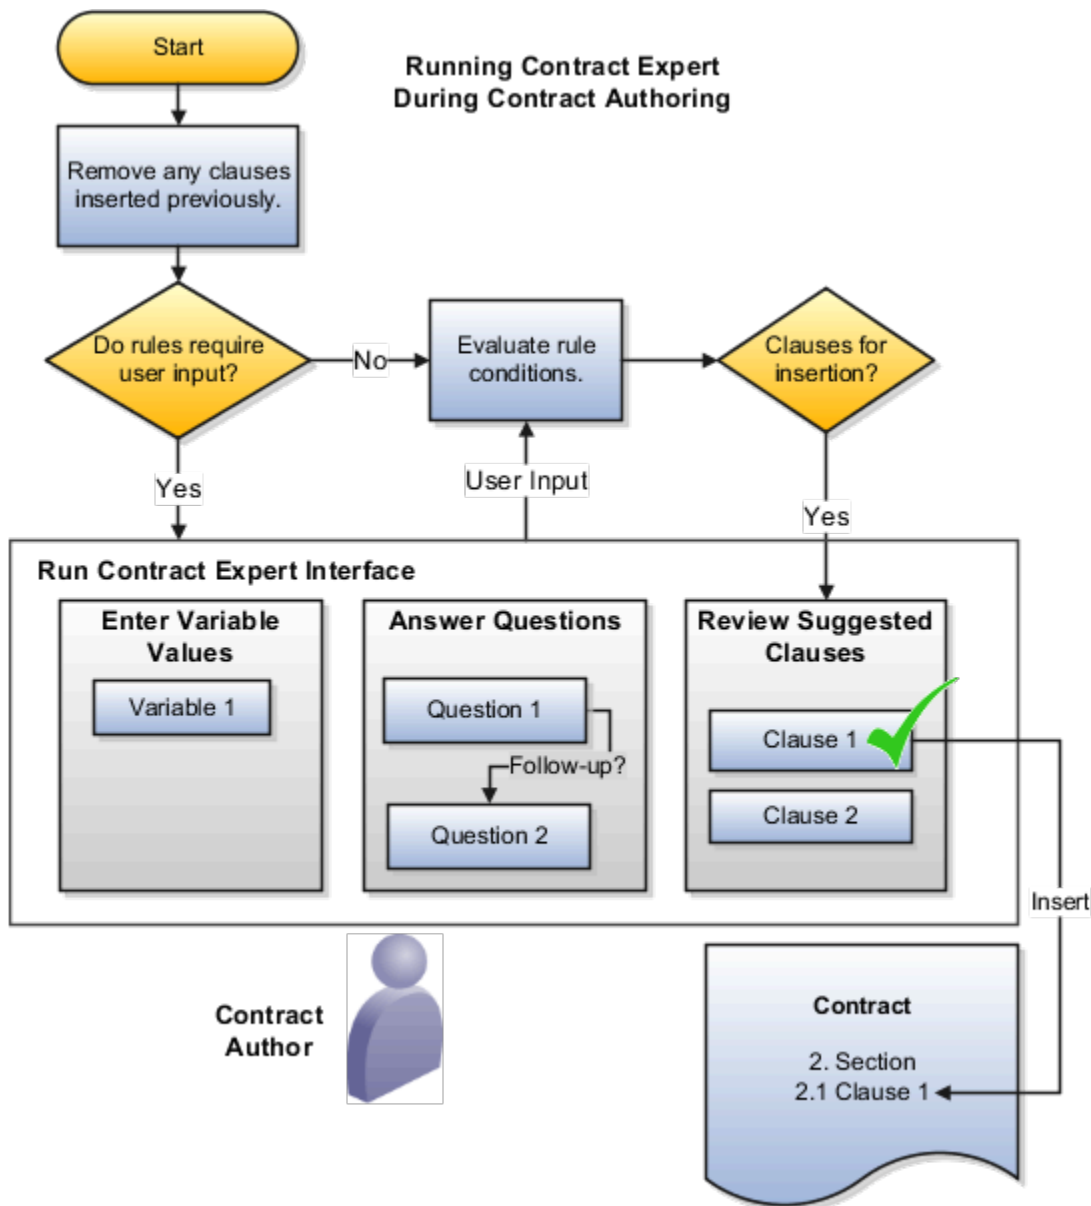 Start
Running Contract Expert
During Contract Authoring
Remove any clauses
inserted previously.
Do rules require
user input?
No
Evaluate rule
conditions.
Clauses for
insertion?
Yes
User Input
Yes
Run Contract Expert Interface
Enter Variable
Values
Variable 1
Answer Questions
Question 1
Follow-up?
Question 2
Review Suggested
Clauses
Clause 1
Clause 2
Insert
Contract
Author
Contract
2. Section
2.1 Clause 1